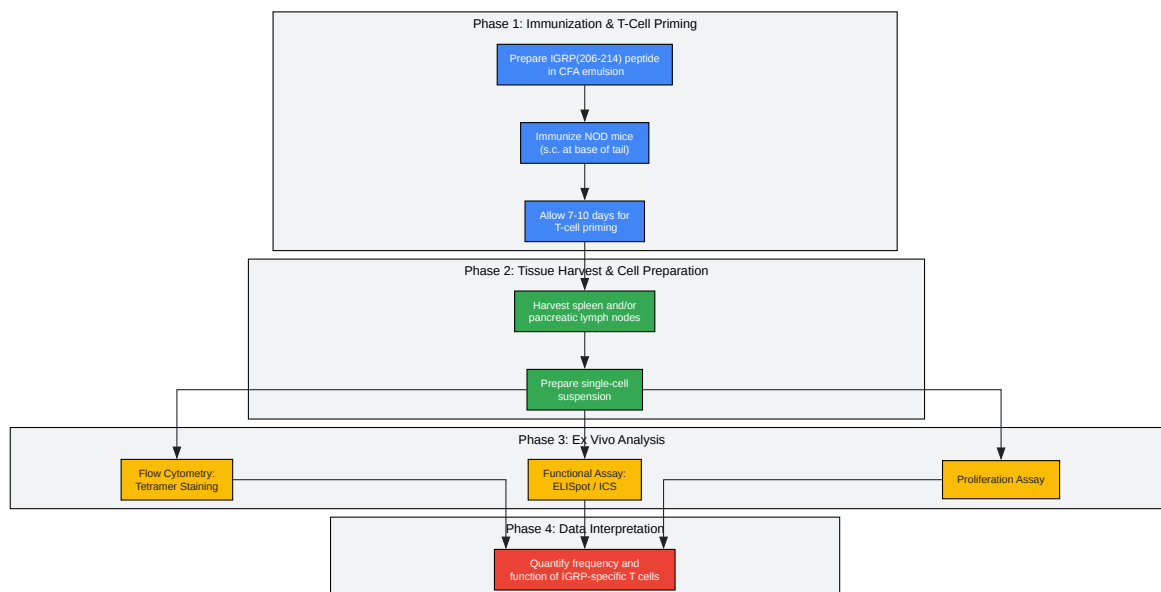 Phase 1: Immunization & T-Cell Priming
Prepare IGRP(206-214) peptide
in CFA emulsion
Immunize NOD mice
(s.c. at base of tail)
Allow 7-10 days for
T-cell priming
Phase 2: Tissue Harvest & Cell Preparation
Harvest spleen and/or
pancreatic lymph nodes
Prepare single-cell
suspension
Phase 3: Ex Vivo Analysis
Flow Cytometry:
Tetramer Staining
Functional Assay:
ELISpot / ICS
Proliferation Assay
Phase 4: Data Interpretation
Quantify frequency and
function of IGRP-specific T cells